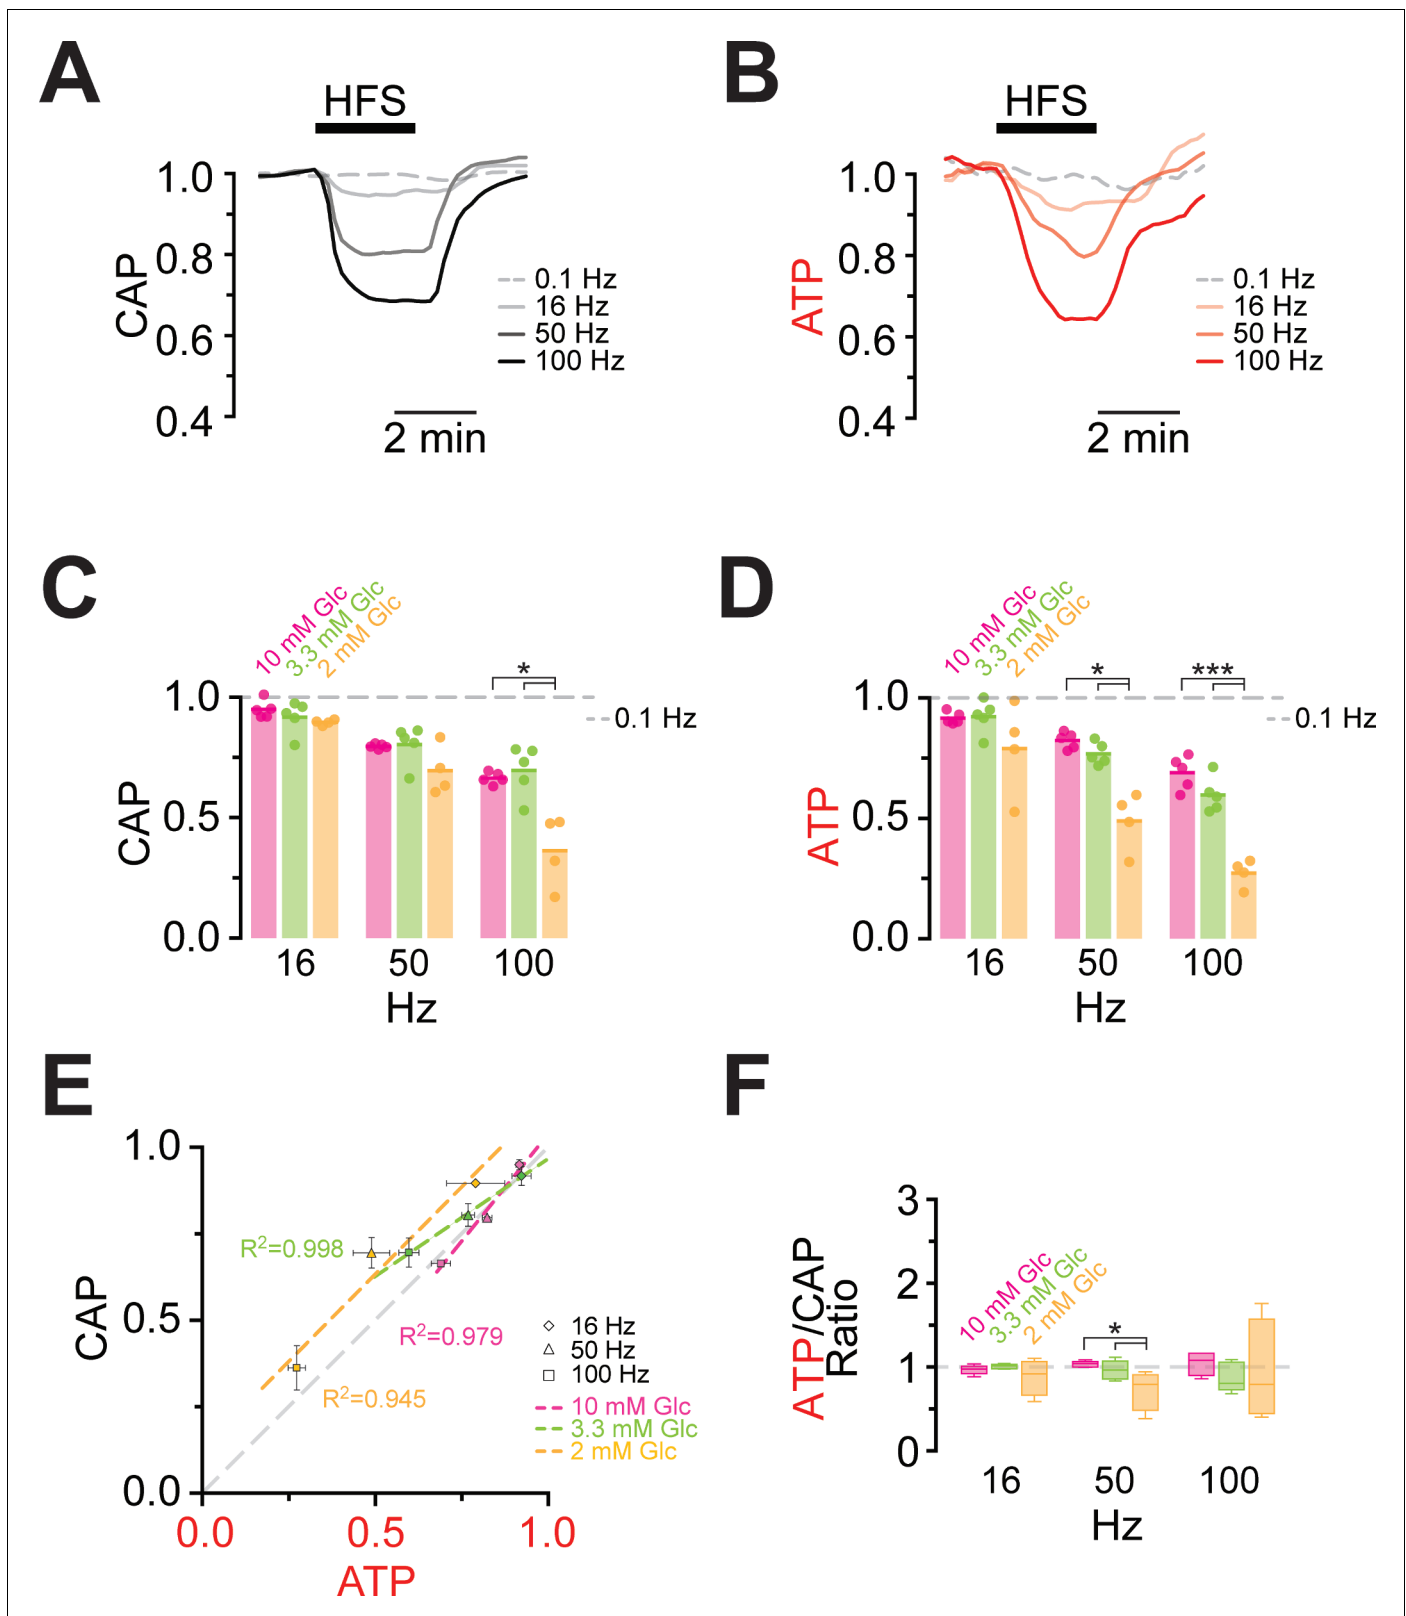 A
HFS
1.0
0.8
0.6
0.4
CAP
0.1 Hz
16 Hz
50 Hz
100 Hz
2 min
B
HFS
1.0
0.8
0.6
0.4
ATP
0.1 Hz
16 Hz
50 Hz
100 Hz
2 min
C
10 mM Glc
3.3 mM Glc
2 mM Glc
*
1.0
0.5
0.0
CAP
0.1 Hz
16 50 100
Hz
D
10 mM Glc
3.3 mM Glc
2 mM Glc
*
***
1.0
0.5
0.0
ATP
0.1 Hz
16 50 100
Hz
E
1.0
0.5
0.0
CAP
R²=0.998
R²=0.979
R²=0.945
16 Hz
50 Hz
100 Hz
10 mM Glc
3.3 mM Glc
2 mM Glc
0.0 0.5 1.0
ATP
F
3
2
1
0
ATP/CAP
Ratio
10 mM Glc
3.3 mM Glc
2 mM Glc
*
16 50 100
Hz